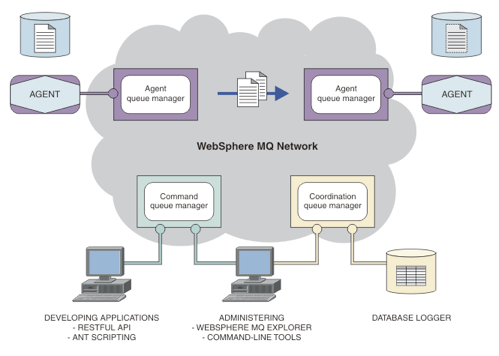 AGENT
Agent
queue manager
Agent
queue manager
AGENT
WebSphere MQ Network
Command
queue manager
Coordination
queue manager
DEVELOPING APPLICATIONS
- RESTFUL API
- ANT SCRIPTING
ADMINISTERING
- WEBSPHERE MQ EXPLORER
- COMMAND-LINE TOOLS
DATABASE LOGGER